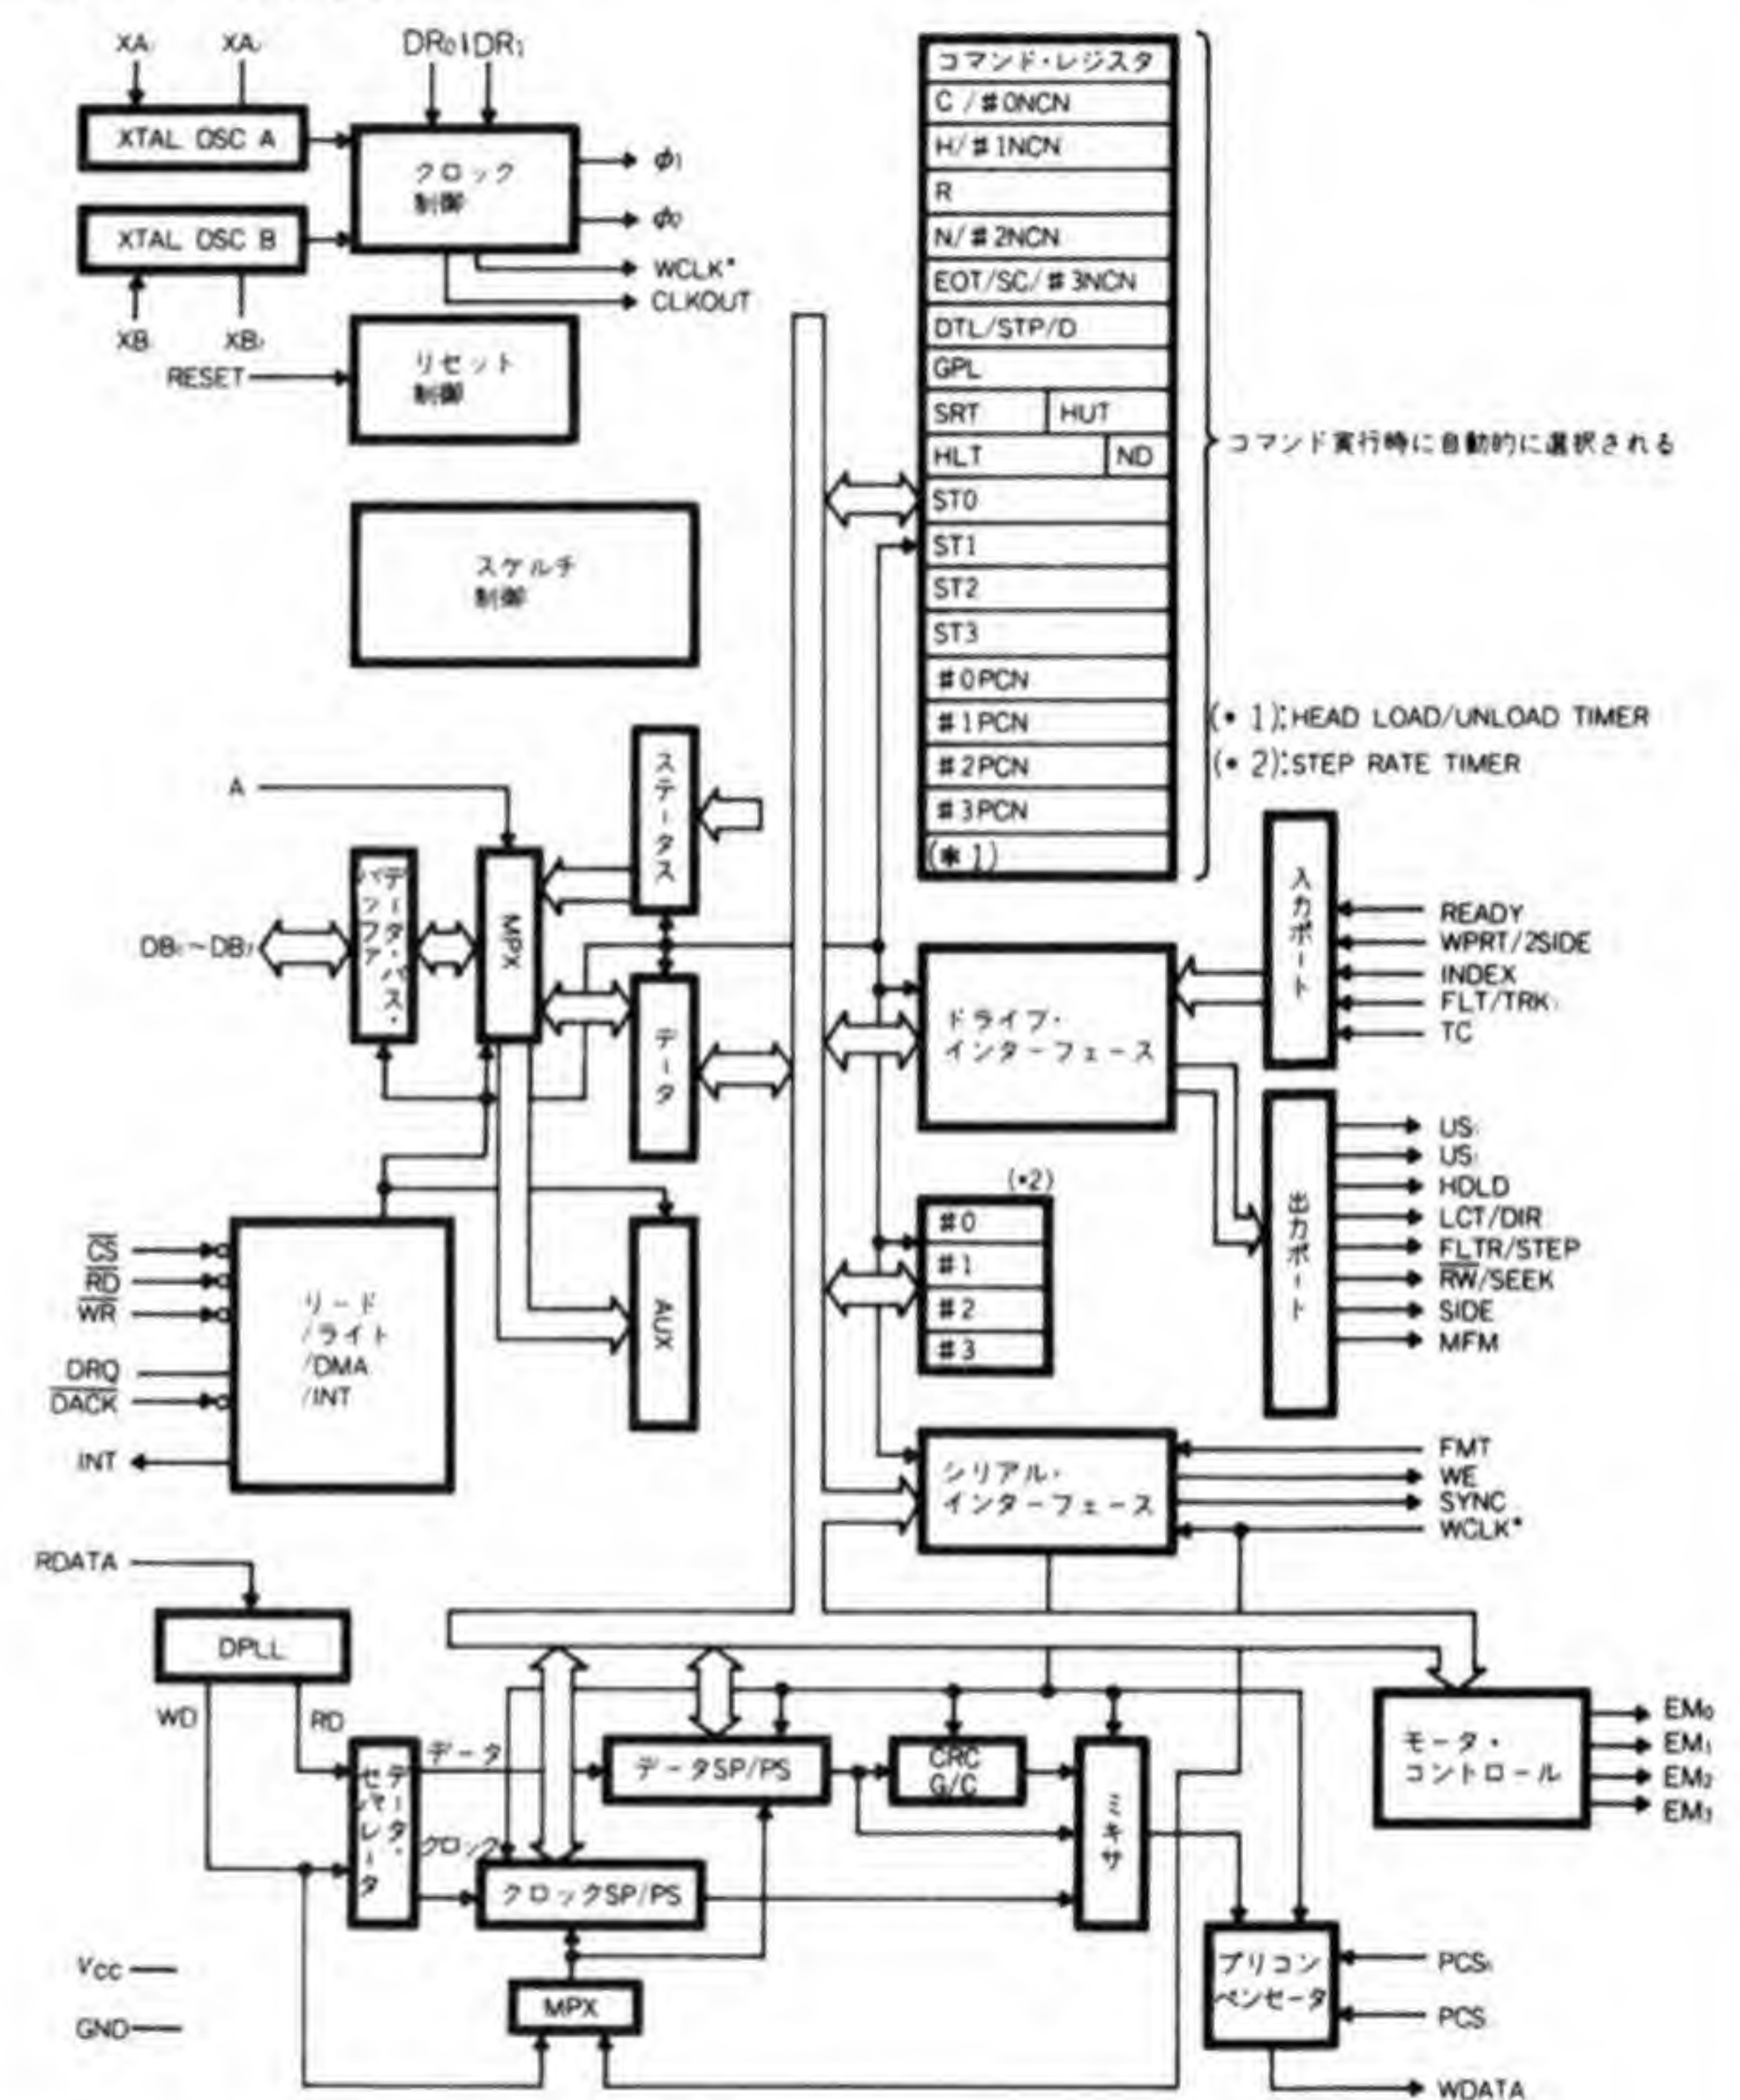 XA
XA
DR₀
DR₁
XTAL OSC A
クロック
制御
φ₁
φ₀
XTAL OSC B
WCLK*
CLKOUT
XB
XB
RESET
リセット
制御
スケルチ
制御
コマンド・レジスタ
C /#0NCN
H/#1NCN
R
N/#2NCN
EOT/SC/#3NCN
DTL/STP/D
GPL
SRT
HUT
HLT
ND
ST0
ST1
ST2
ST3
#0PCN
#1PCN
#2PCN
#3PCN
(*1)
コマンド実行時に自動的に選択される
(*1):HEAD LOAD/UNLOAD TIMER
(*2):STEP RATE TIMER
A
ステータス
データ・バス・
バッファ
MPX
DB ~DB
データ
AUX
入力ポート
READY
WPRT/2SIDE
INDEX
FLT/TRK
TC
ドライブ・
インターフェース
出力ポート
US
US
HDLD
LCT/DIR
FLTR/STEP
R̅W̅/SEEK
SIDE
MFM
(*2)
#0
#1
#2
#3
C̅S̅
R̅D̅
W̅R̅
DRQ
D̅A̅C̅K̅
INT
リード
/ライト
/DMA
/INT
シリアル・
インターフェース
FMT
WE
SYNC
WCLK*
RDATA
DPLL
WD
RD
データ・
セパレータ
データ
クロック
データSP/PS
CRC
G/C
ミキサ
クロックSP/PS
MPX
モータ・
コントロール
EM₀
EM₁
EM₂
EM₃
プリコン
ペンセータ
PCS
PCS
WDATA
Vcc
GND